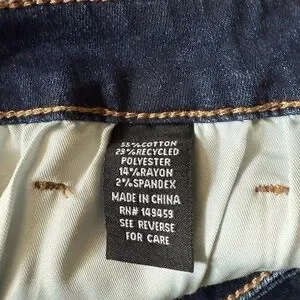 55%COTTON
29%RECYCLED
POLYESTER
14%RAYON
2%SPANDEX
MADE IN CHINA
RN# 149459
SEE REVERSE
FOR CARE